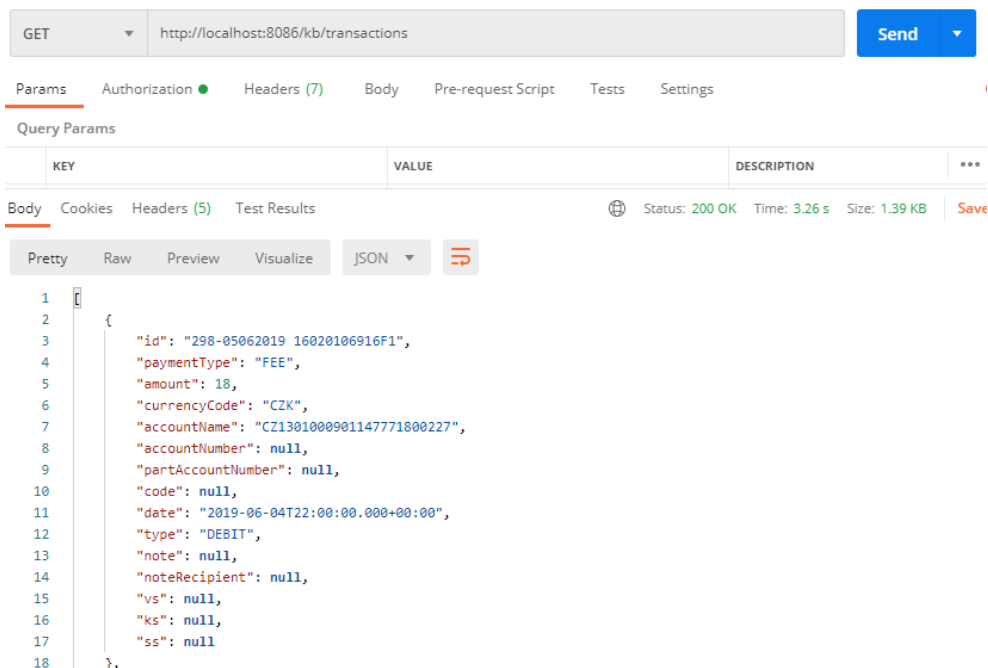 GET http://localhost:8086/kb/transactions Send
Params Authorization Headers (7) Body Pre-request Script Tests Settings
Query Params
KEY VALUE DESCRIPTION •••
Body Cookies Headers (5) Test Results Status: 200 OK Time: 3.26 s Size: 1.39 KB Save
Pretty Raw Preview Visualize JSON
1 [
2 {
3 "id": "298-05062019 16020106916F1",
4 "paymentType": "FEE",
5 "amount": 18,
6 "currencyCode": "CZK",
7 "accountName": "CZ1301000901147771800227",
8 "accountNumber": null,
9 "partAccountNumber": null,
10 "code": null,
11 "date": "2019-06-04T22:00:00.000+00:00",
12 "type": "DEBIT",
13 "note": null,
14 "noteRecipient": null,
15 "vs": null,
16 "ks": null,
17 "ss": null
18 },